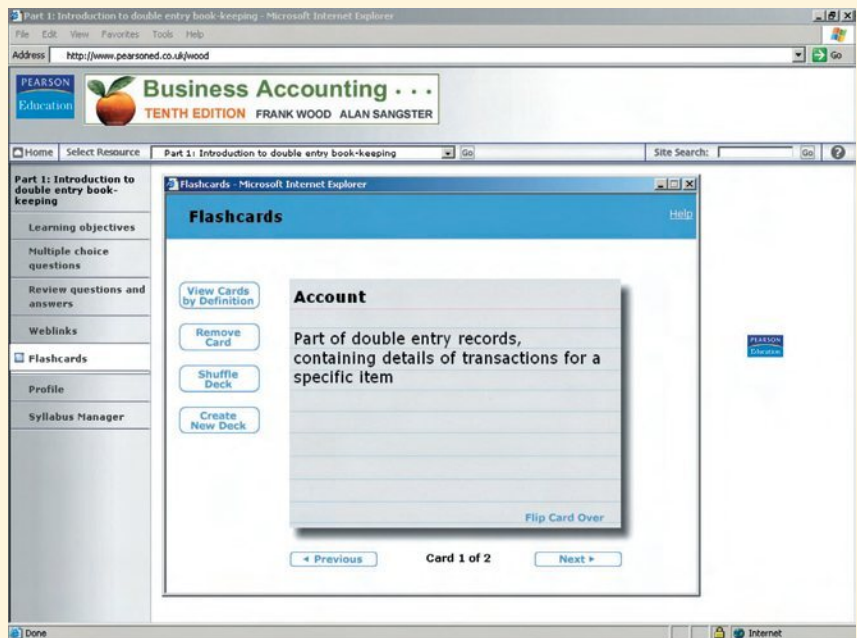 Part 1: Introduction to double entry book-keeping - Microsoft Internet Explorer
File Edit View Favorites Tools Help
Address http://www.pearsoned.co.uk/wood Go
PEARSON
Education
Business Accounting . . .
TENTH EDITION FRANK WOOD ALAN SANGSTER
Home Select Resource Part 1: Introduction to double entry book-keeping Go Site Search: Go ?
Part 1: Introduction to
double entry book-
keeping
Learning objectives
Multiple choice
questions
Review questions and
answers
Weblinks
Flashcards
Profile
Syllabus Manager
Flashcards - Microsoft Internet Explorer
Flashcards Help
View Cards
by Definition
Remove
Card
Shuffle
Deck
Create
New Deck
Account
Part of double entry records,
containing details of transactions for a
specific item
Flip Card Over
Previous Card 1 of 2 Next
PEARSON
Education
Done Internet